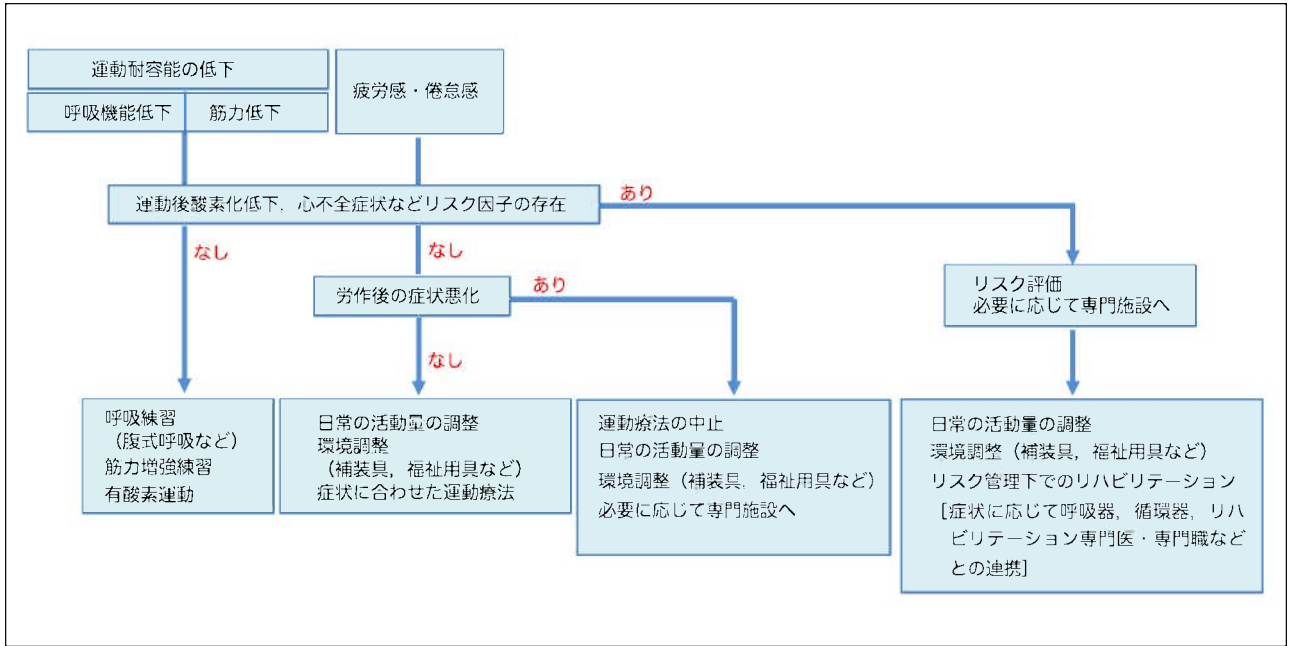 運動耐容能の低下
呼吸機能低下
筋力低下
疲労感・倦怠感
運動後酸素化低下，心不全症状などリスク因子の存在
あり
なし
なし
労作後の症状悪化
あり
リスク評価
必要に応じて専門施設へ
なし
呼吸練習
（腹式呼吸など）
筋力増強練習
有酸素運動
日常の活動量の調整
環境調整
（補装具，福祉用具など）
症状に合わせた運動療法
運動療法の中止
日常の活動量の調整
環境調整（補装具，福祉用具など）
必要に応じて専門施設へ
日常の活動量の調整
環境調整（補装具，福祉用具など）
リスク管理下でのリハビリテーション
［症状に応じて呼吸器，循環器，リハ
ビリテーション専門医・専門職など
との連携］